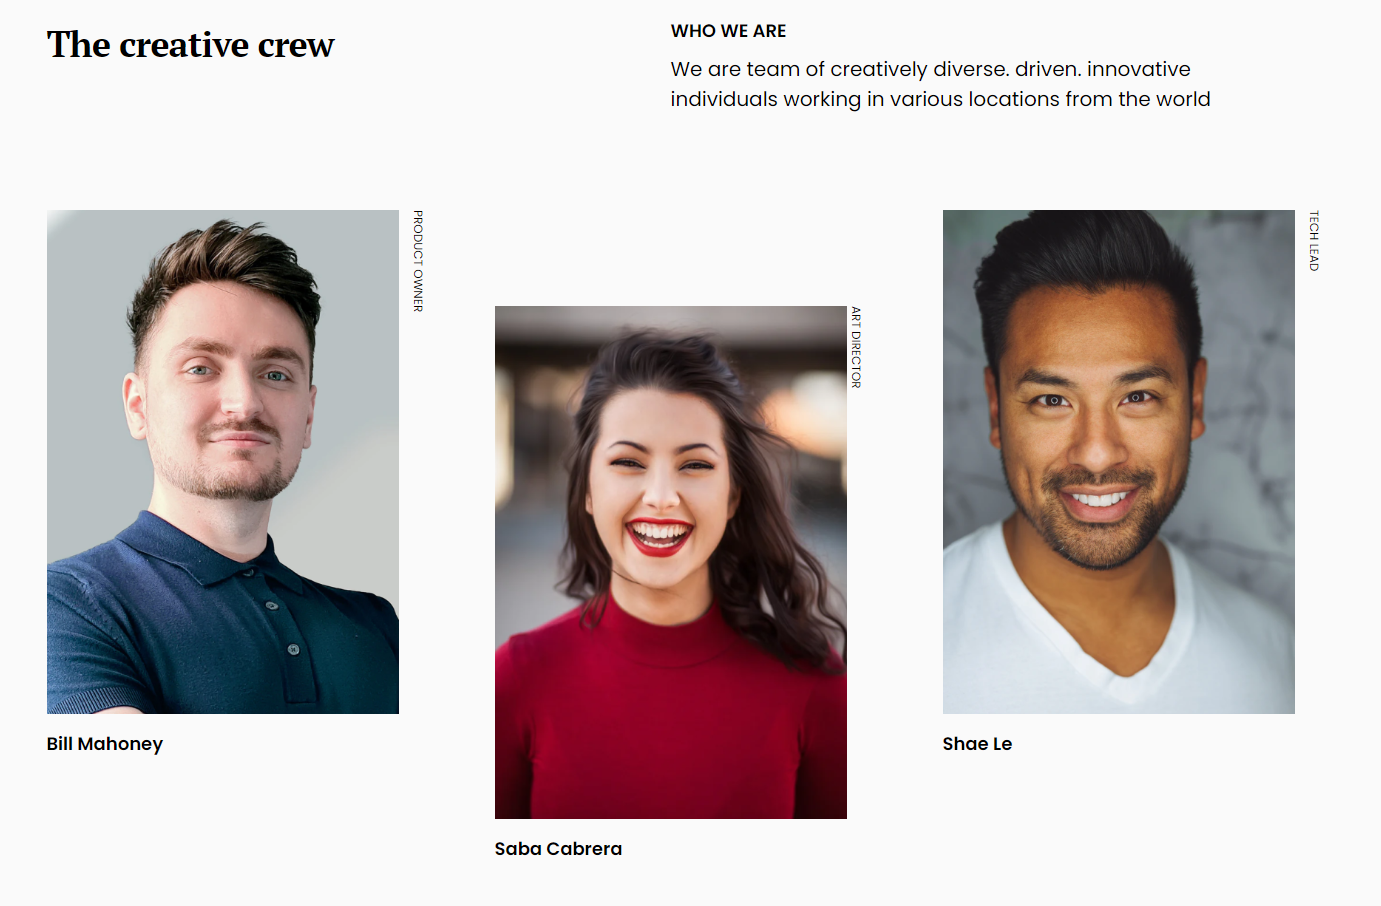 The creative crew
WHO WE ARE
We are team of creatively diverse. driven. innovative
individuals working in various locations from the world
PRODUCT OWNER
Bill Mahoney
ART DIRECTOR
Saba Cabrera
TECH LEAD
Shae Le